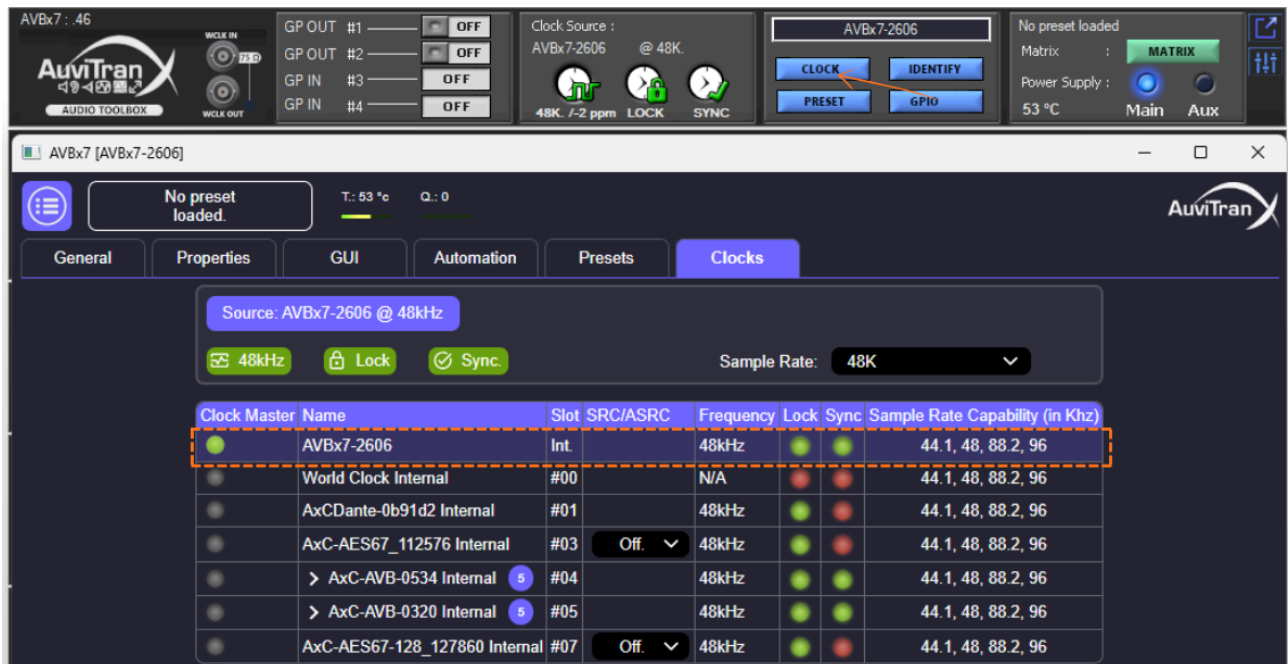 AVBx7 : .46
AuviTran
AUDIO TOOLBOX
WCLK IN
75 Ω
WCLK OUT
GP OUT #1 OFF
GP OUT #2 OFF
GP IN #3 OFF
GP IN #4 OFF
Clock Source :
AVBx7-2606 @ 48K.
48K. /-2 ppm LOCK SYNC
AVBx7-2606
CLOCK IDENTIFY
PRESET GPIO
No preset loaded
Matrix : MATRIX
Power Supply :
53 °C Main Aux
AVBx7 [AVBx7-2606]
No preset
loaded.
T.: 53 °c Q.: 0
AuviTran
General Properties GUI Automation Presets Clocks
Source: AVBx7-2606 @ 48kHz
48kHz Lock Sync. Sample Rate: 48K
Clock Master Name Slot SRC/ASRC Frequency Lock Sync Sample Rate Capability (in Khz)
AVBx7-2606 Int. 48kHz 44.1, 48, 88.2, 96
World Clock Internal #00 N/A 44.1, 48, 88.2, 96
AxCDante-0b91d2 Internal #01 48kHz 44.1, 48, 88.2, 96
AxC-AES67_112576 Internal #03 Off. 48kHz 44.1, 48, 88.2, 96
AxC-AVB-0534 Internal 5 #04 48kHz 44.1, 48, 88.2, 96
AxC-AVB-0320 Internal 5 #05 48kHz 44.1, 48, 88.2, 96
AxC-AES67-128_127860 Internal #07 Off. 48kHz 44.1, 48, 88.2, 96